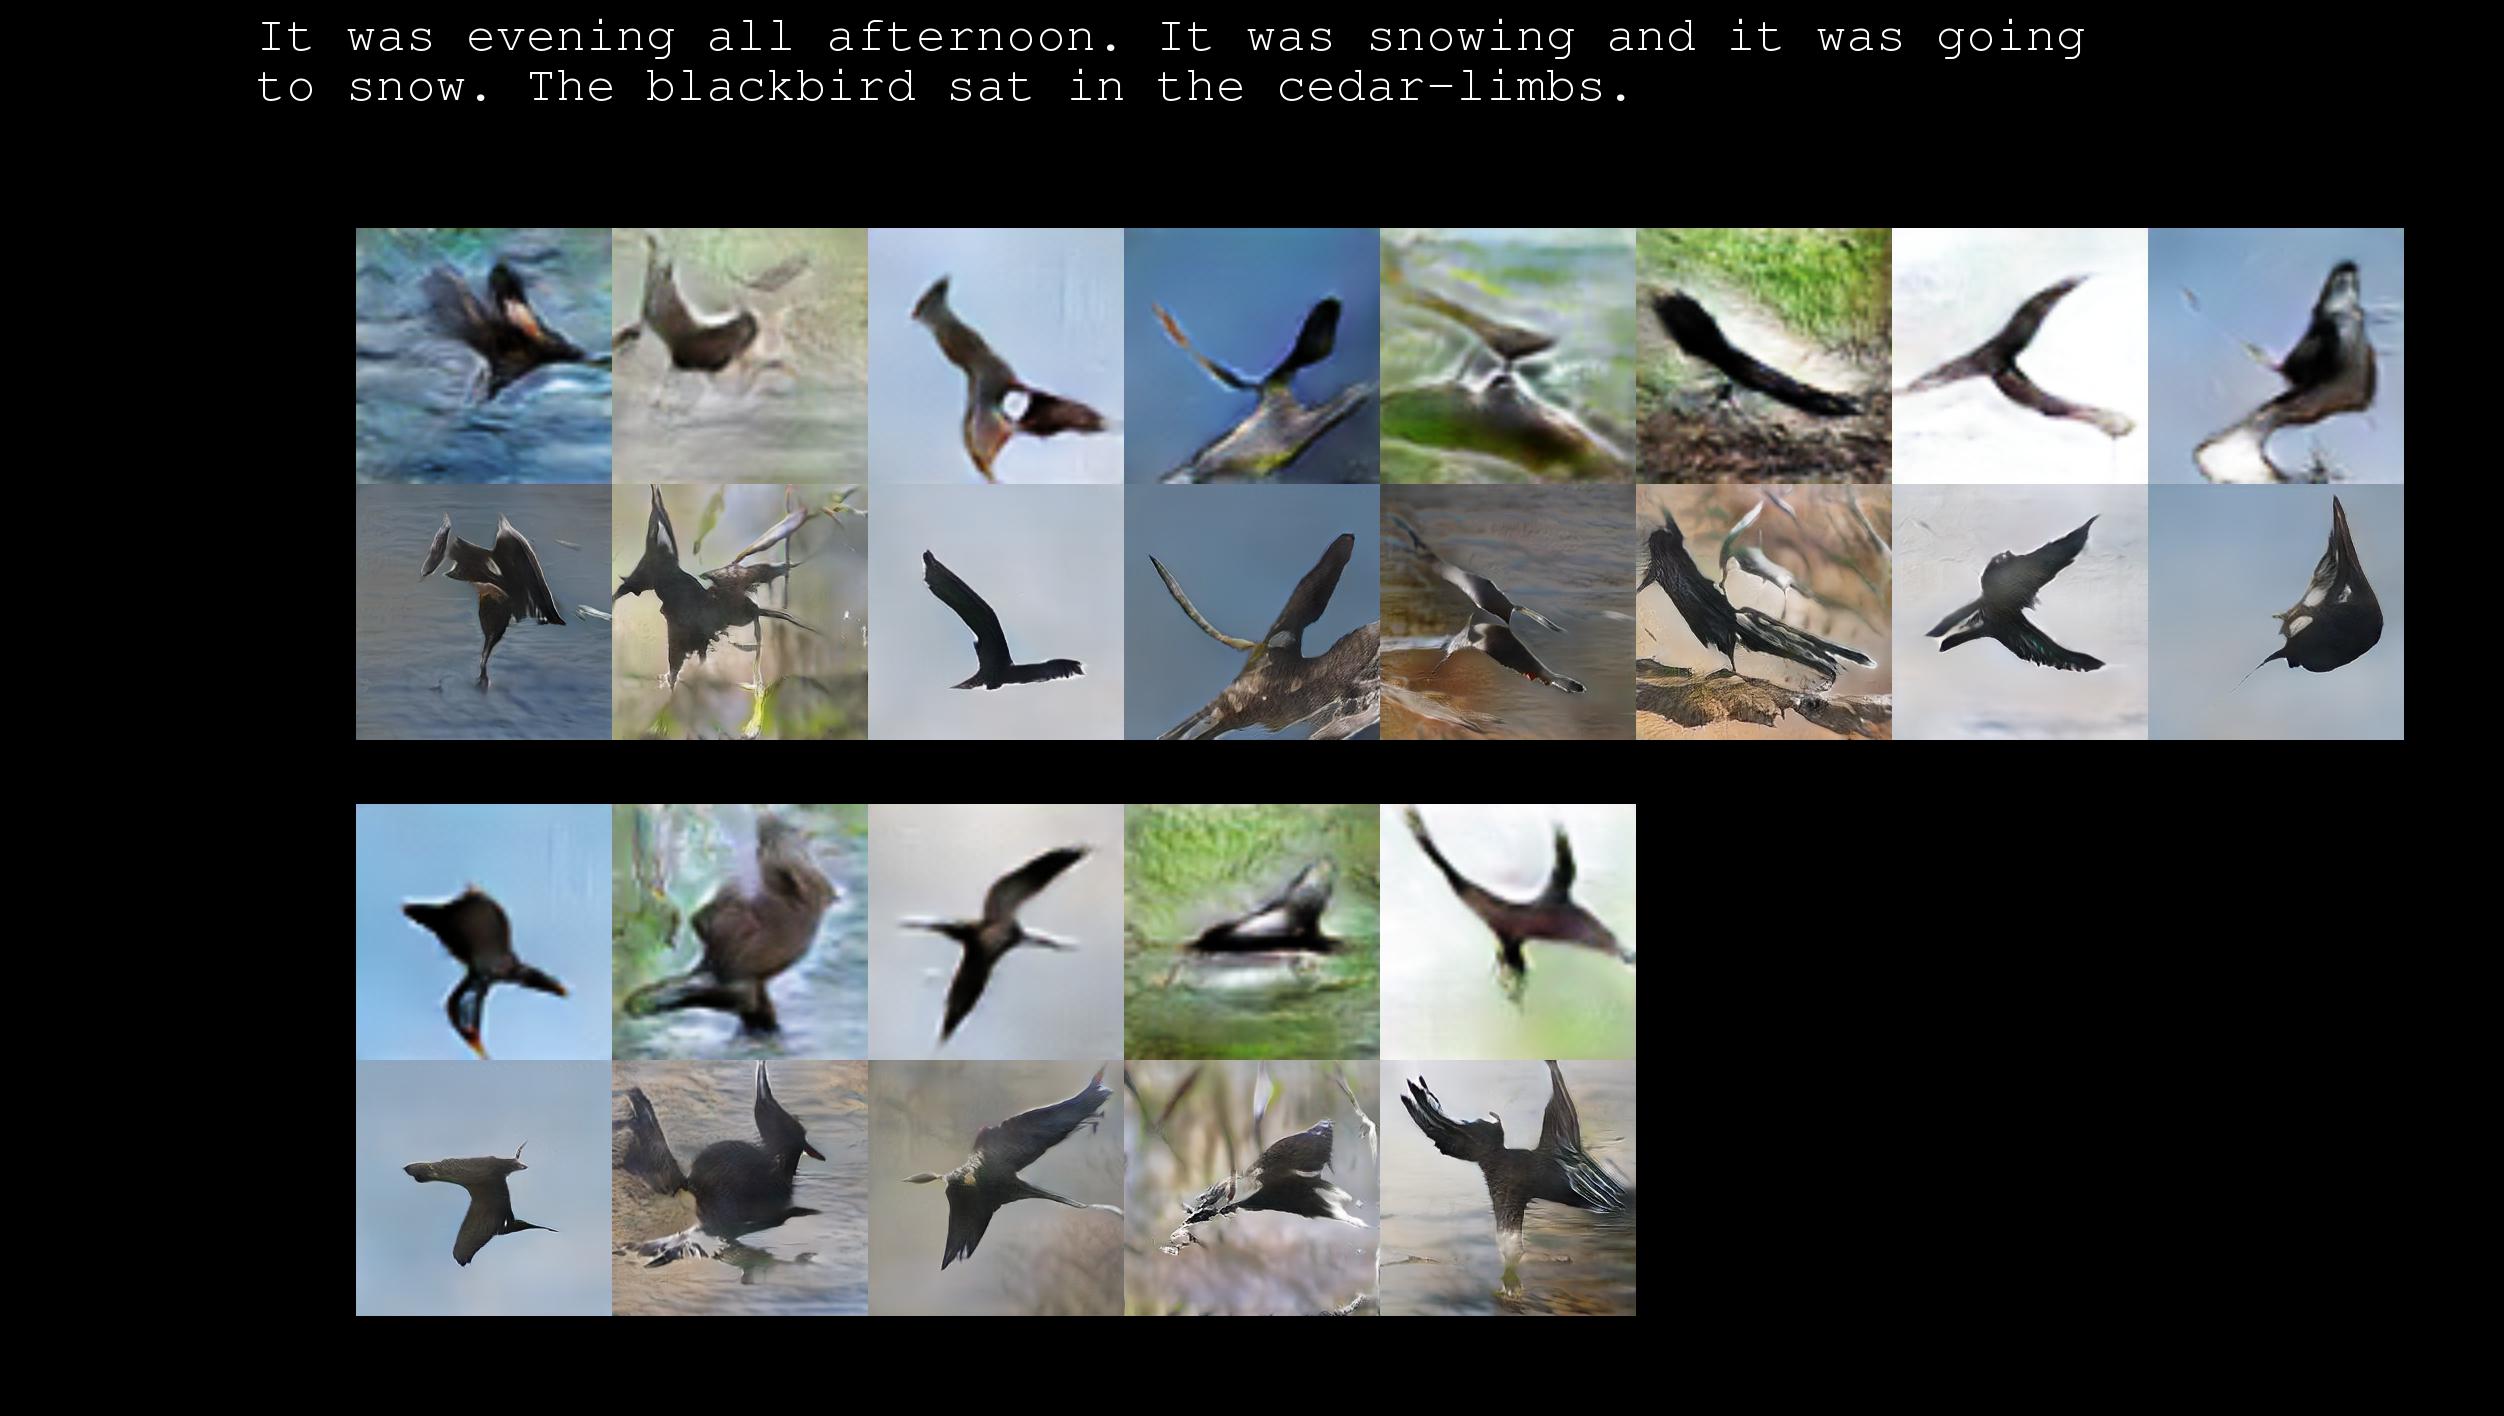 It was evening all afternoon. It was snowing and it was going
to snow. The blackbird sat in the cedar-limbs.